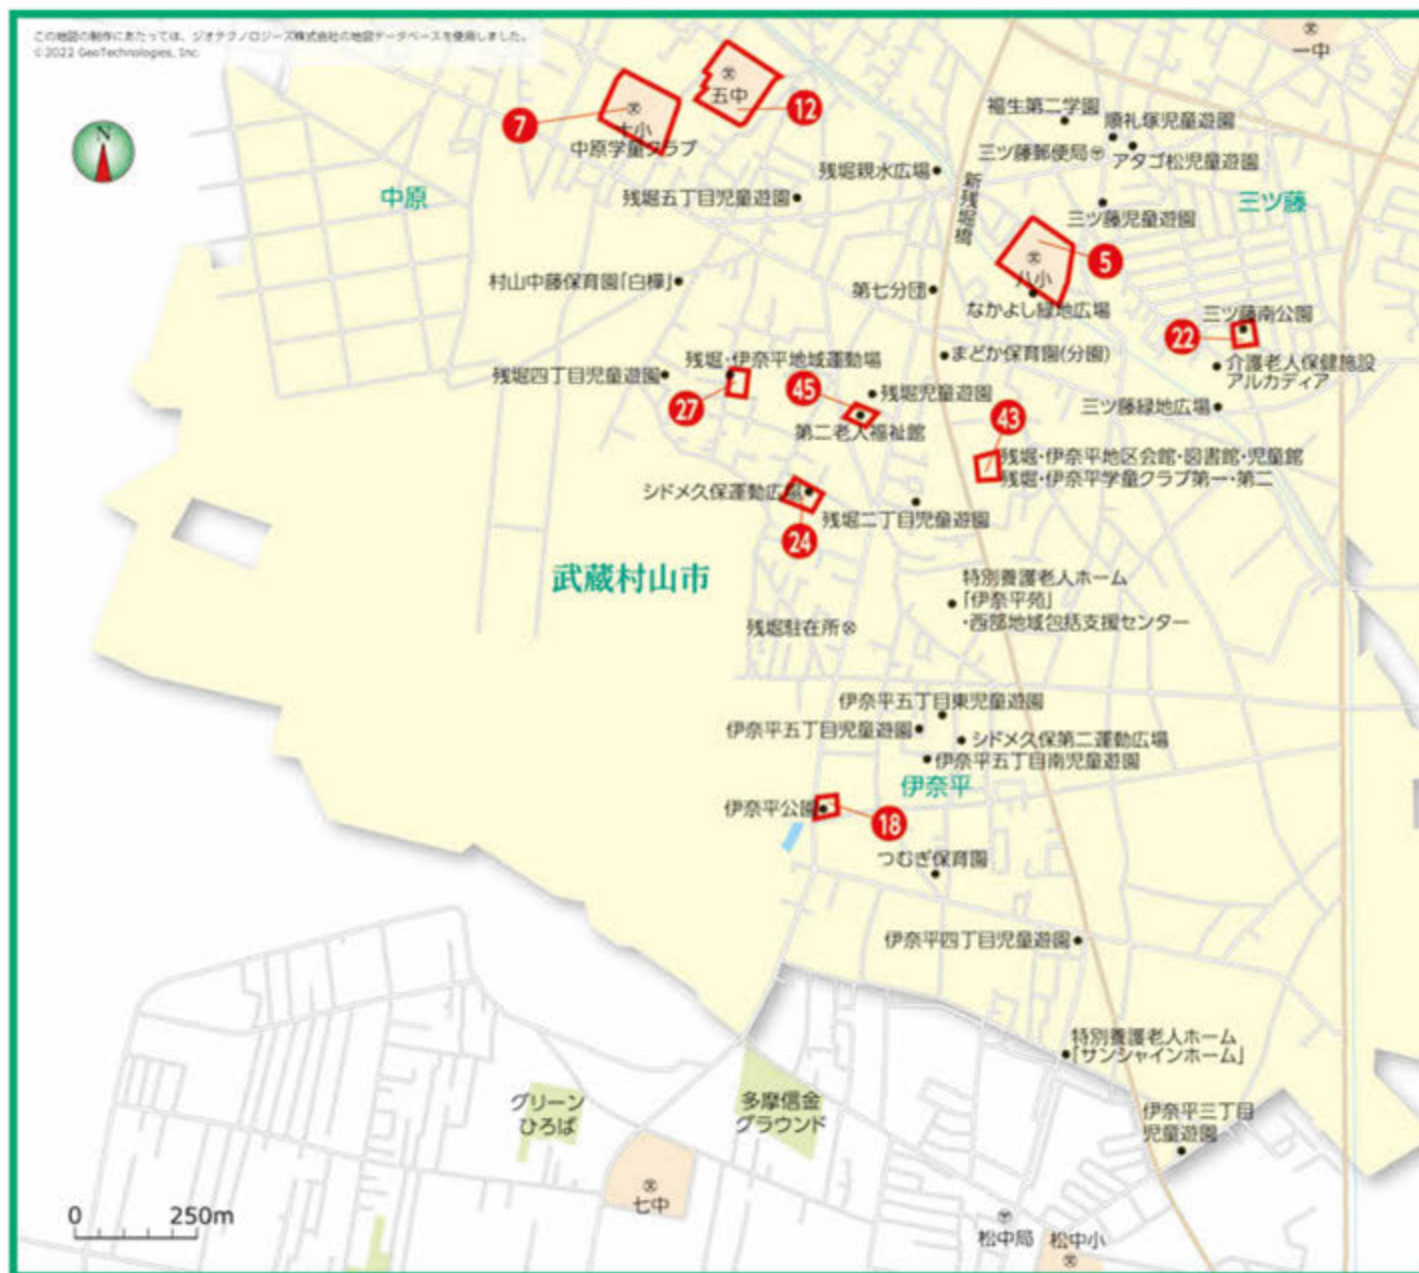 この地図の制作にあたっては、ジオテクノロジーズ株式会社の地図データベースを使用しました。
©2022 GeoTechnologies, Inc.
N
一中
五中
12
7
中原学童クラブ
福生第二学園
順礼塚児童遊園
三ツ藤郵便局
アタゴ松児童遊園
残堀親水広場
新残堀橋
中原
残堀五丁目児童遊園
三ツ藤
三ツ藤児童遊園
5
八小
村山中藤保育園「白樺」
第七分団
なかよし緑地広場
三ツ藤南公園
22
まどか保育園(分園)
残堀・伊奈平地域運動場
介護老人保健施設
アルカディア
残堀四丁目児童遊園
27
45
残堀児童遊園
第二老人福祉館
三ツ藤緑地広場
43
残堀・伊奈平地区会館・図書館・児童館
残堀・伊奈平学童クラブ第一・第二
シドメ久保運動広場
24
残堀二丁目児童遊園
武蔵村山市
特別養護老人ホーム
「伊奈平苑」
・西部地域包括支援センター
残堀駐在所
伊奈平五丁目東児童遊園
伊奈平五丁目児童遊園
シドメ久保第二運動広場
伊奈平五丁目南児童遊園
伊奈平
伊奈平公園
18
つむぎ保育園
伊奈平四丁目児童遊園
特別養護老人ホーム
「サンシャインホーム」
グリーン
ひろば
多摩信金
グラウンド
伊奈平三丁目
児童遊園
七中
0 250m
松中局
松中小